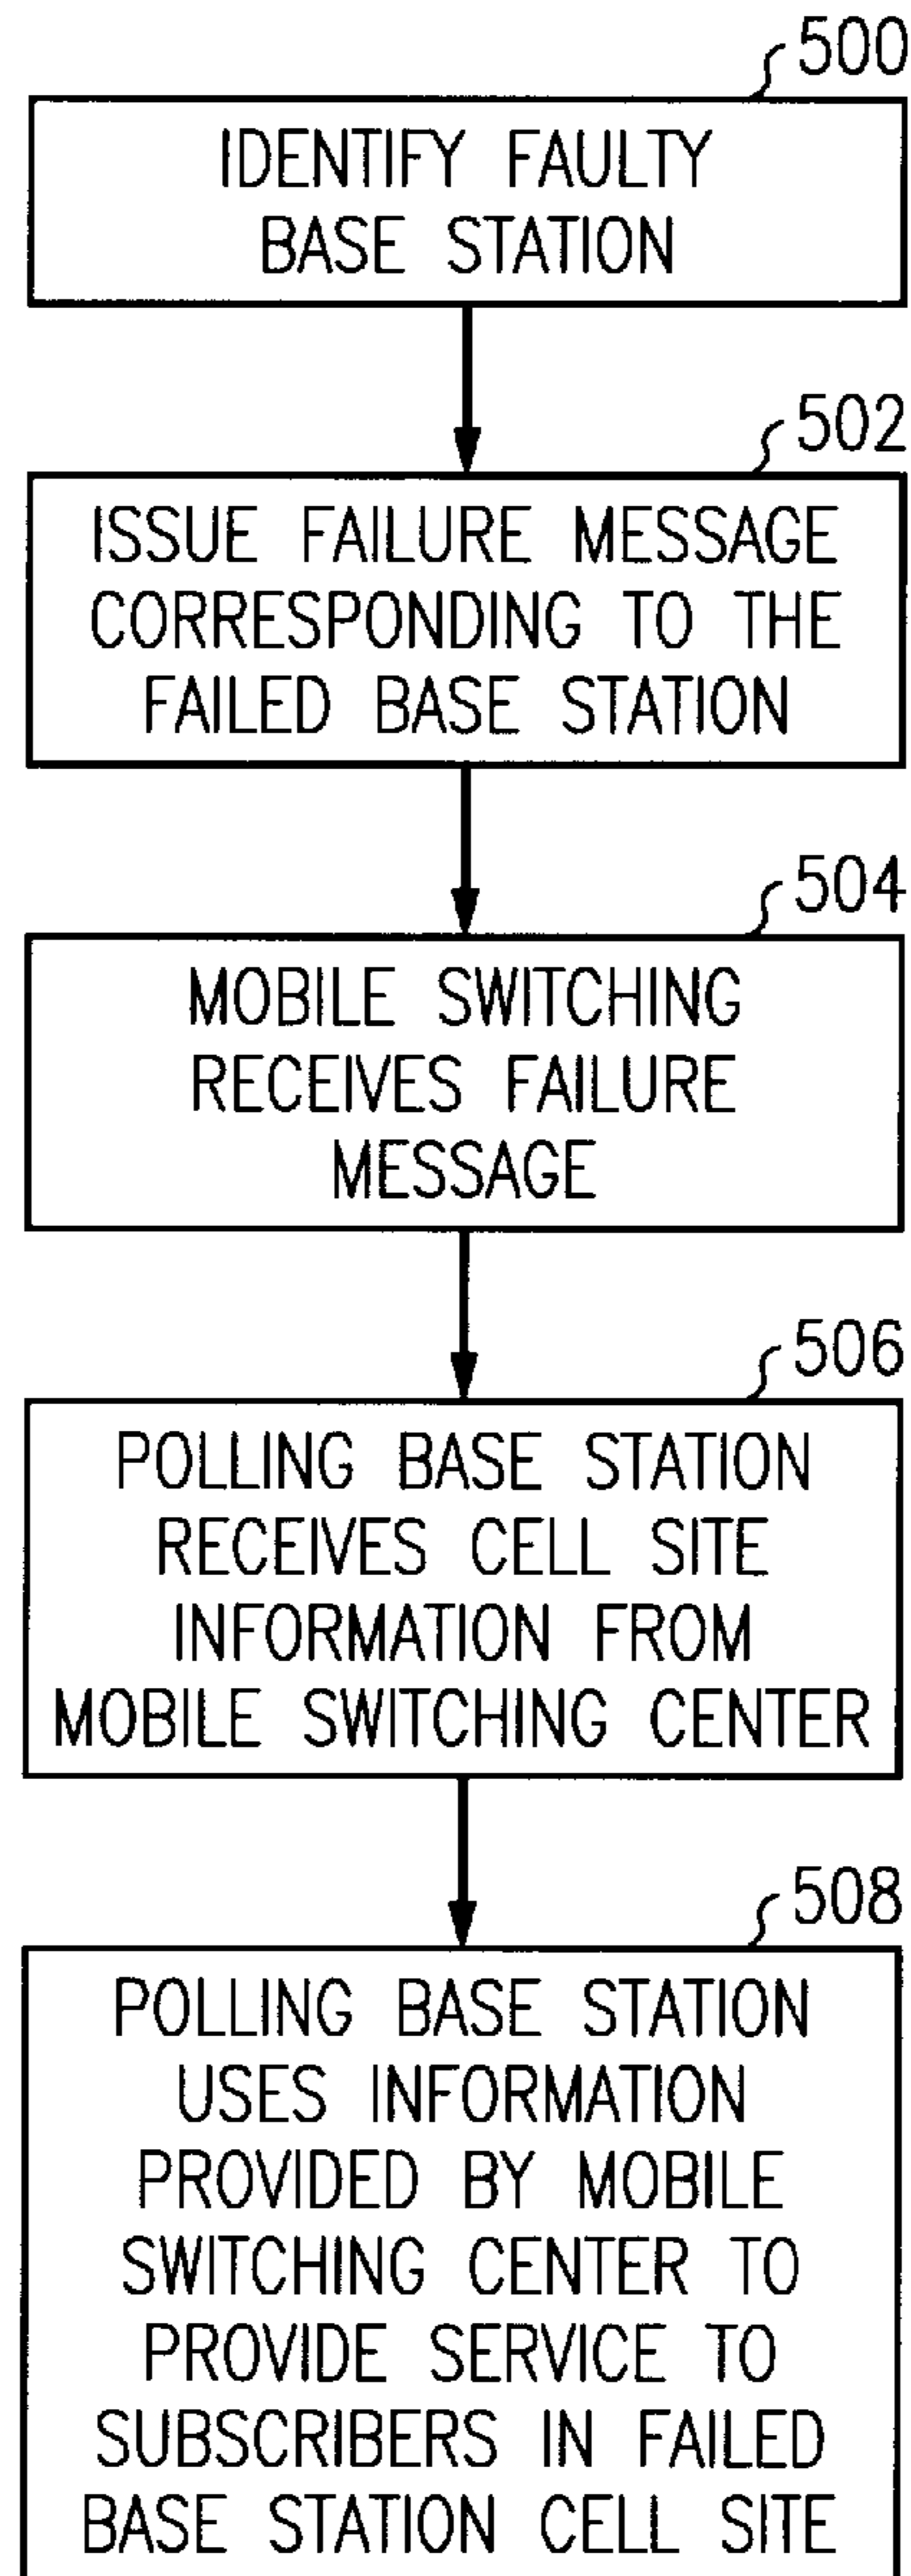 500
IDENTIFY FAULTY
BASE STATION
502
ISSUE FAILURE MESSAGE
CORRESPONDING TO THE
FAILED BASE STATION
504
MOBILE SWITCHING
RECEIVES FAILURE
MESSAGE
506
POLLING BASE STATION
RECEIVES CELL SITE
INFORMATION FROM
MOBILE SWITCHING CENTER
508
POLLING BASE STATION
USES INFORMATION
PROVIDED BY MOBILE
SWITCHING CENTER TO
PROVIDE SERVICE TO
SUBSCRIBERS IN FAILED
BASE STATION CELL SITE